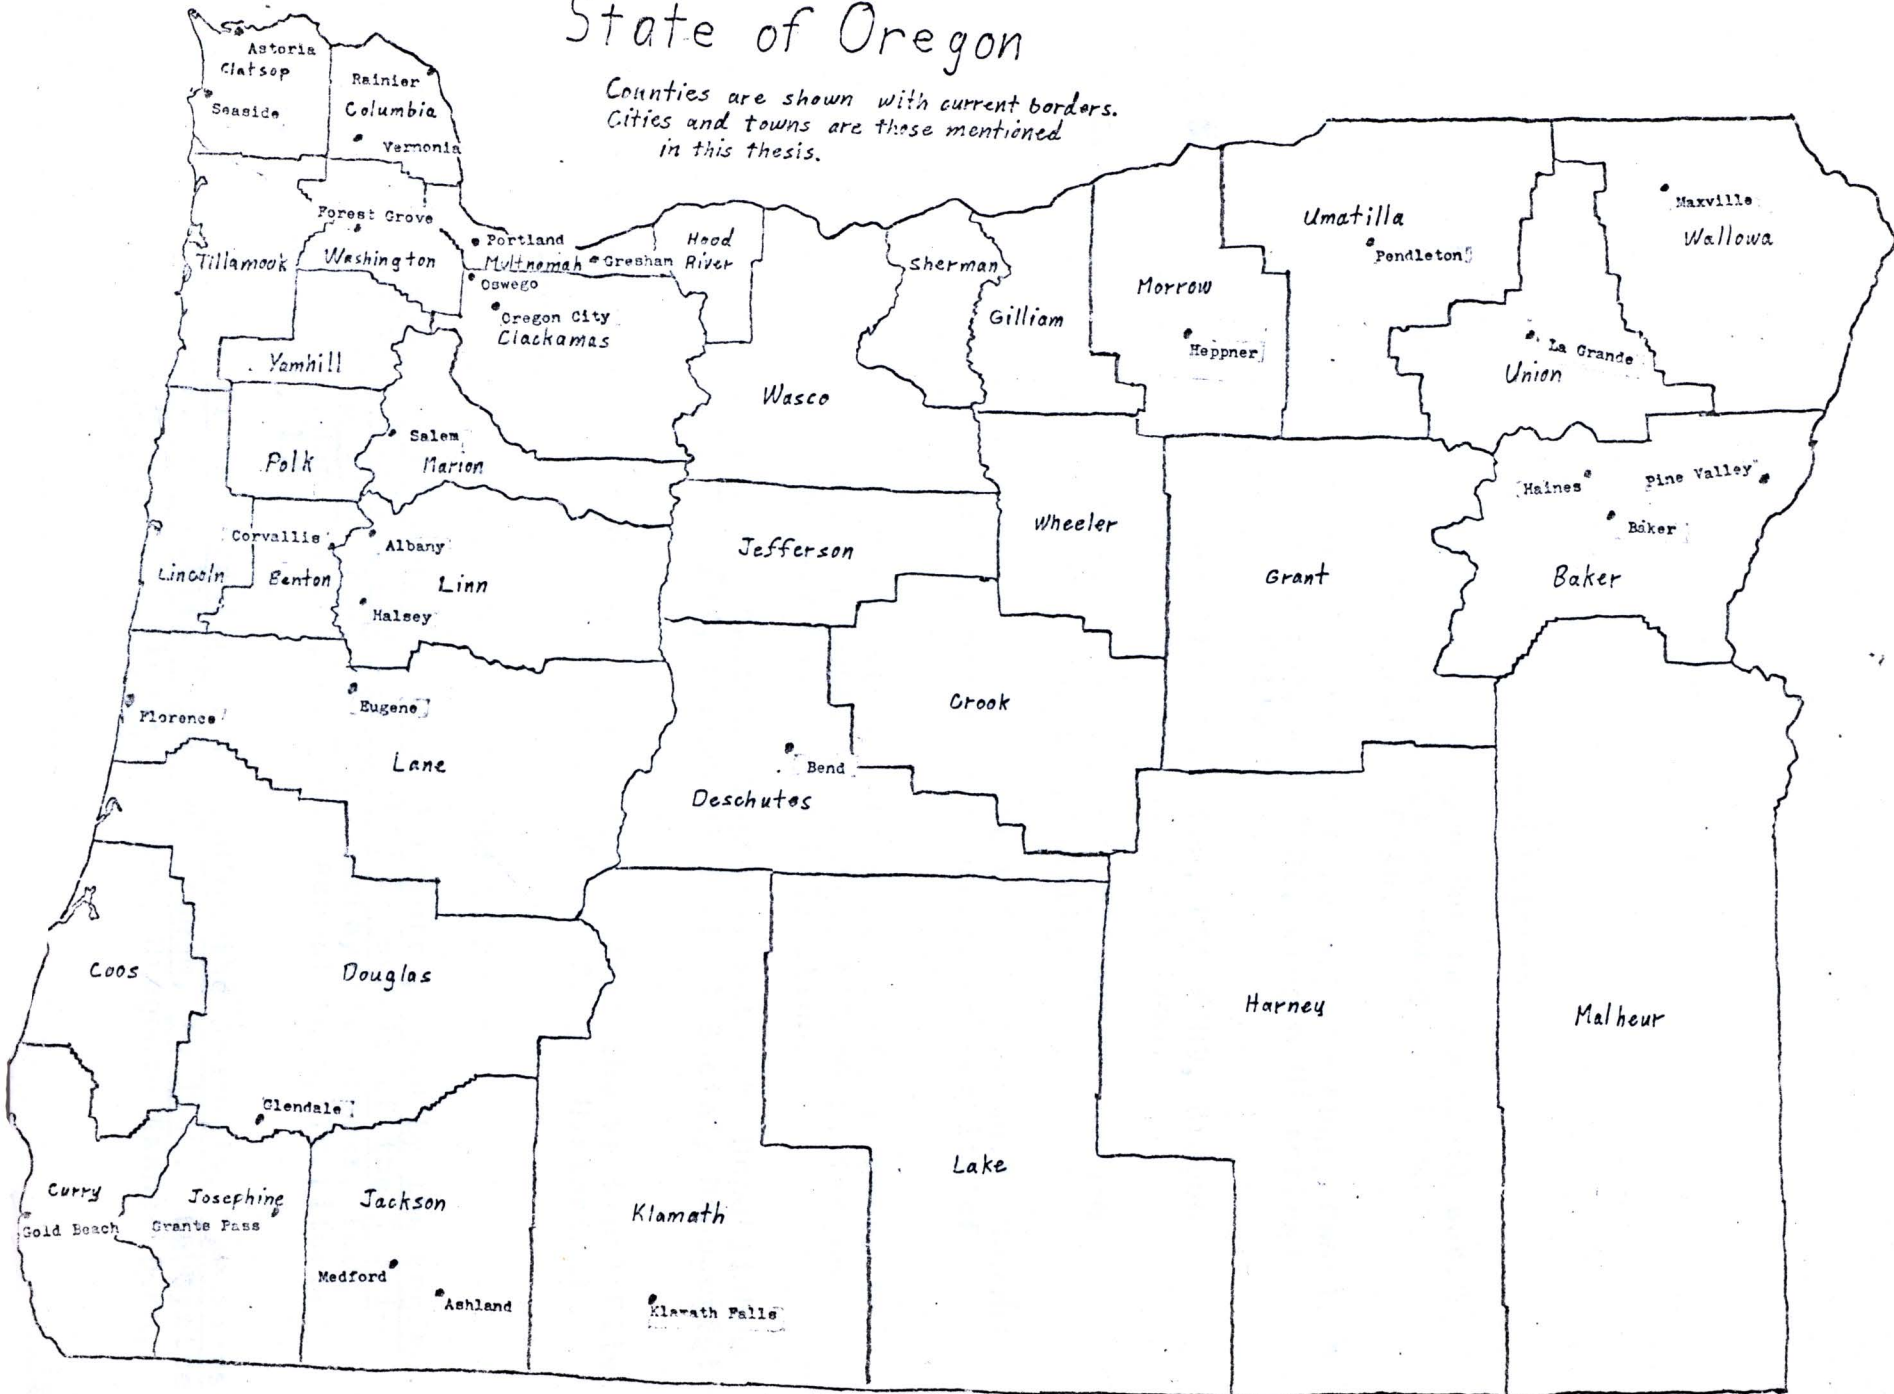 State of Oregon
Counties are shown with current borders.
Cities and towns are those mentioned
in this thesis.
Astoria
Clatsop
Seaside
Rainier
Columbia
Vernonia
Forest Grove
Tillamook
Washington
Portland
Multnomah
Gresham
Oswego
Hood
River
Oregon City
Clackamas
Yamhill
Wasco
Sherman
Gilliam
Morrow
Heppner
Umatilla
Pendleton
Maxville
Wallowa
La Grande
Union
Polk
Salem
Marion
Corvallis
Lincoln
Benton
Albany
Linn
Halsey
Jefferson
Wheeler
Grant
Haines
Pine Valley
Baker
Baker
Florence
Eugene
Lane
Bend
Deschutes
Crook
Coos
Douglas
Glendale
Harney
Malheur
Curry
Gold Beach
Josephine
Grants Pass
Jackson
Medford
Ashland
Klamath
Klamath Falls
Lake